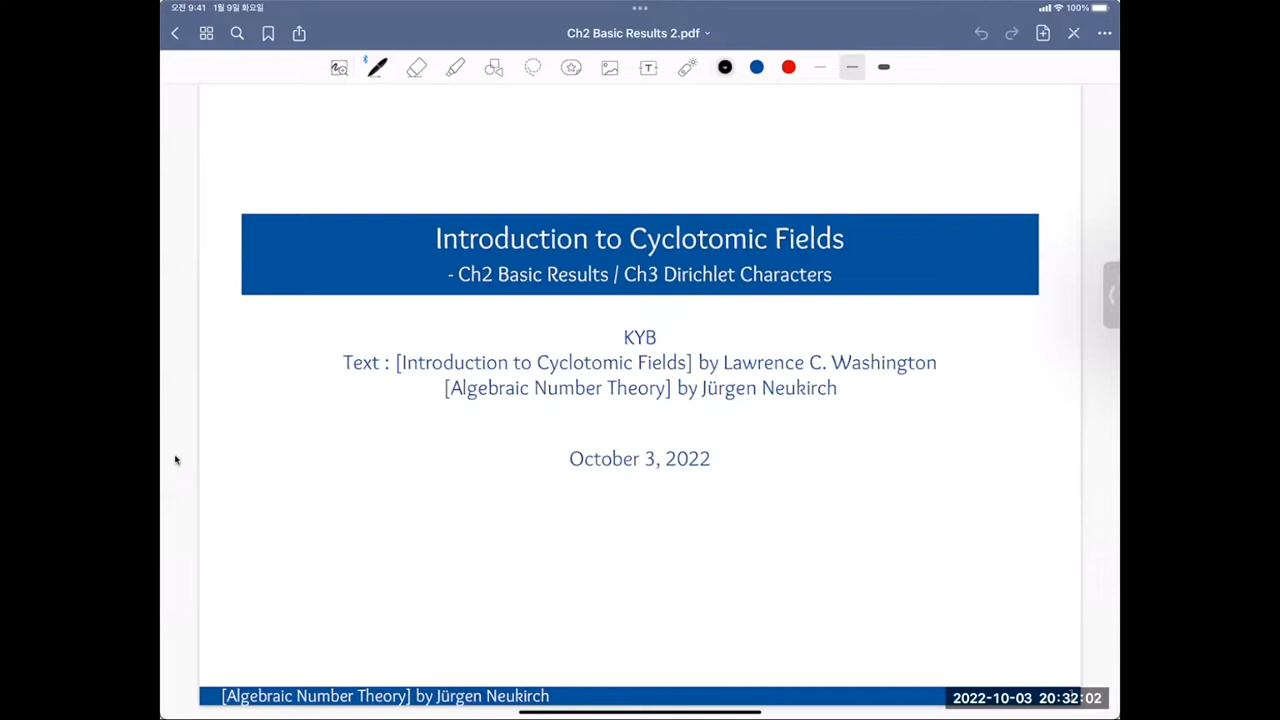 오전 9:41 1월 9일 화요일
100%
Ch2 Basic Results 2.pdf
Introduction to Cyclotomic Fields
- Ch2 Basic Results / Ch3 Dirichlet Characters
KYB
Text : [Introduction to Cyclotomic Fields] by Lawrence C. Washington
[Algebraic Number Theory] by Jürgen Neukirch
October 3, 2022
[Algebraic Number Theory] by Jürgen Neukirch
2022-10-03 20:32:02